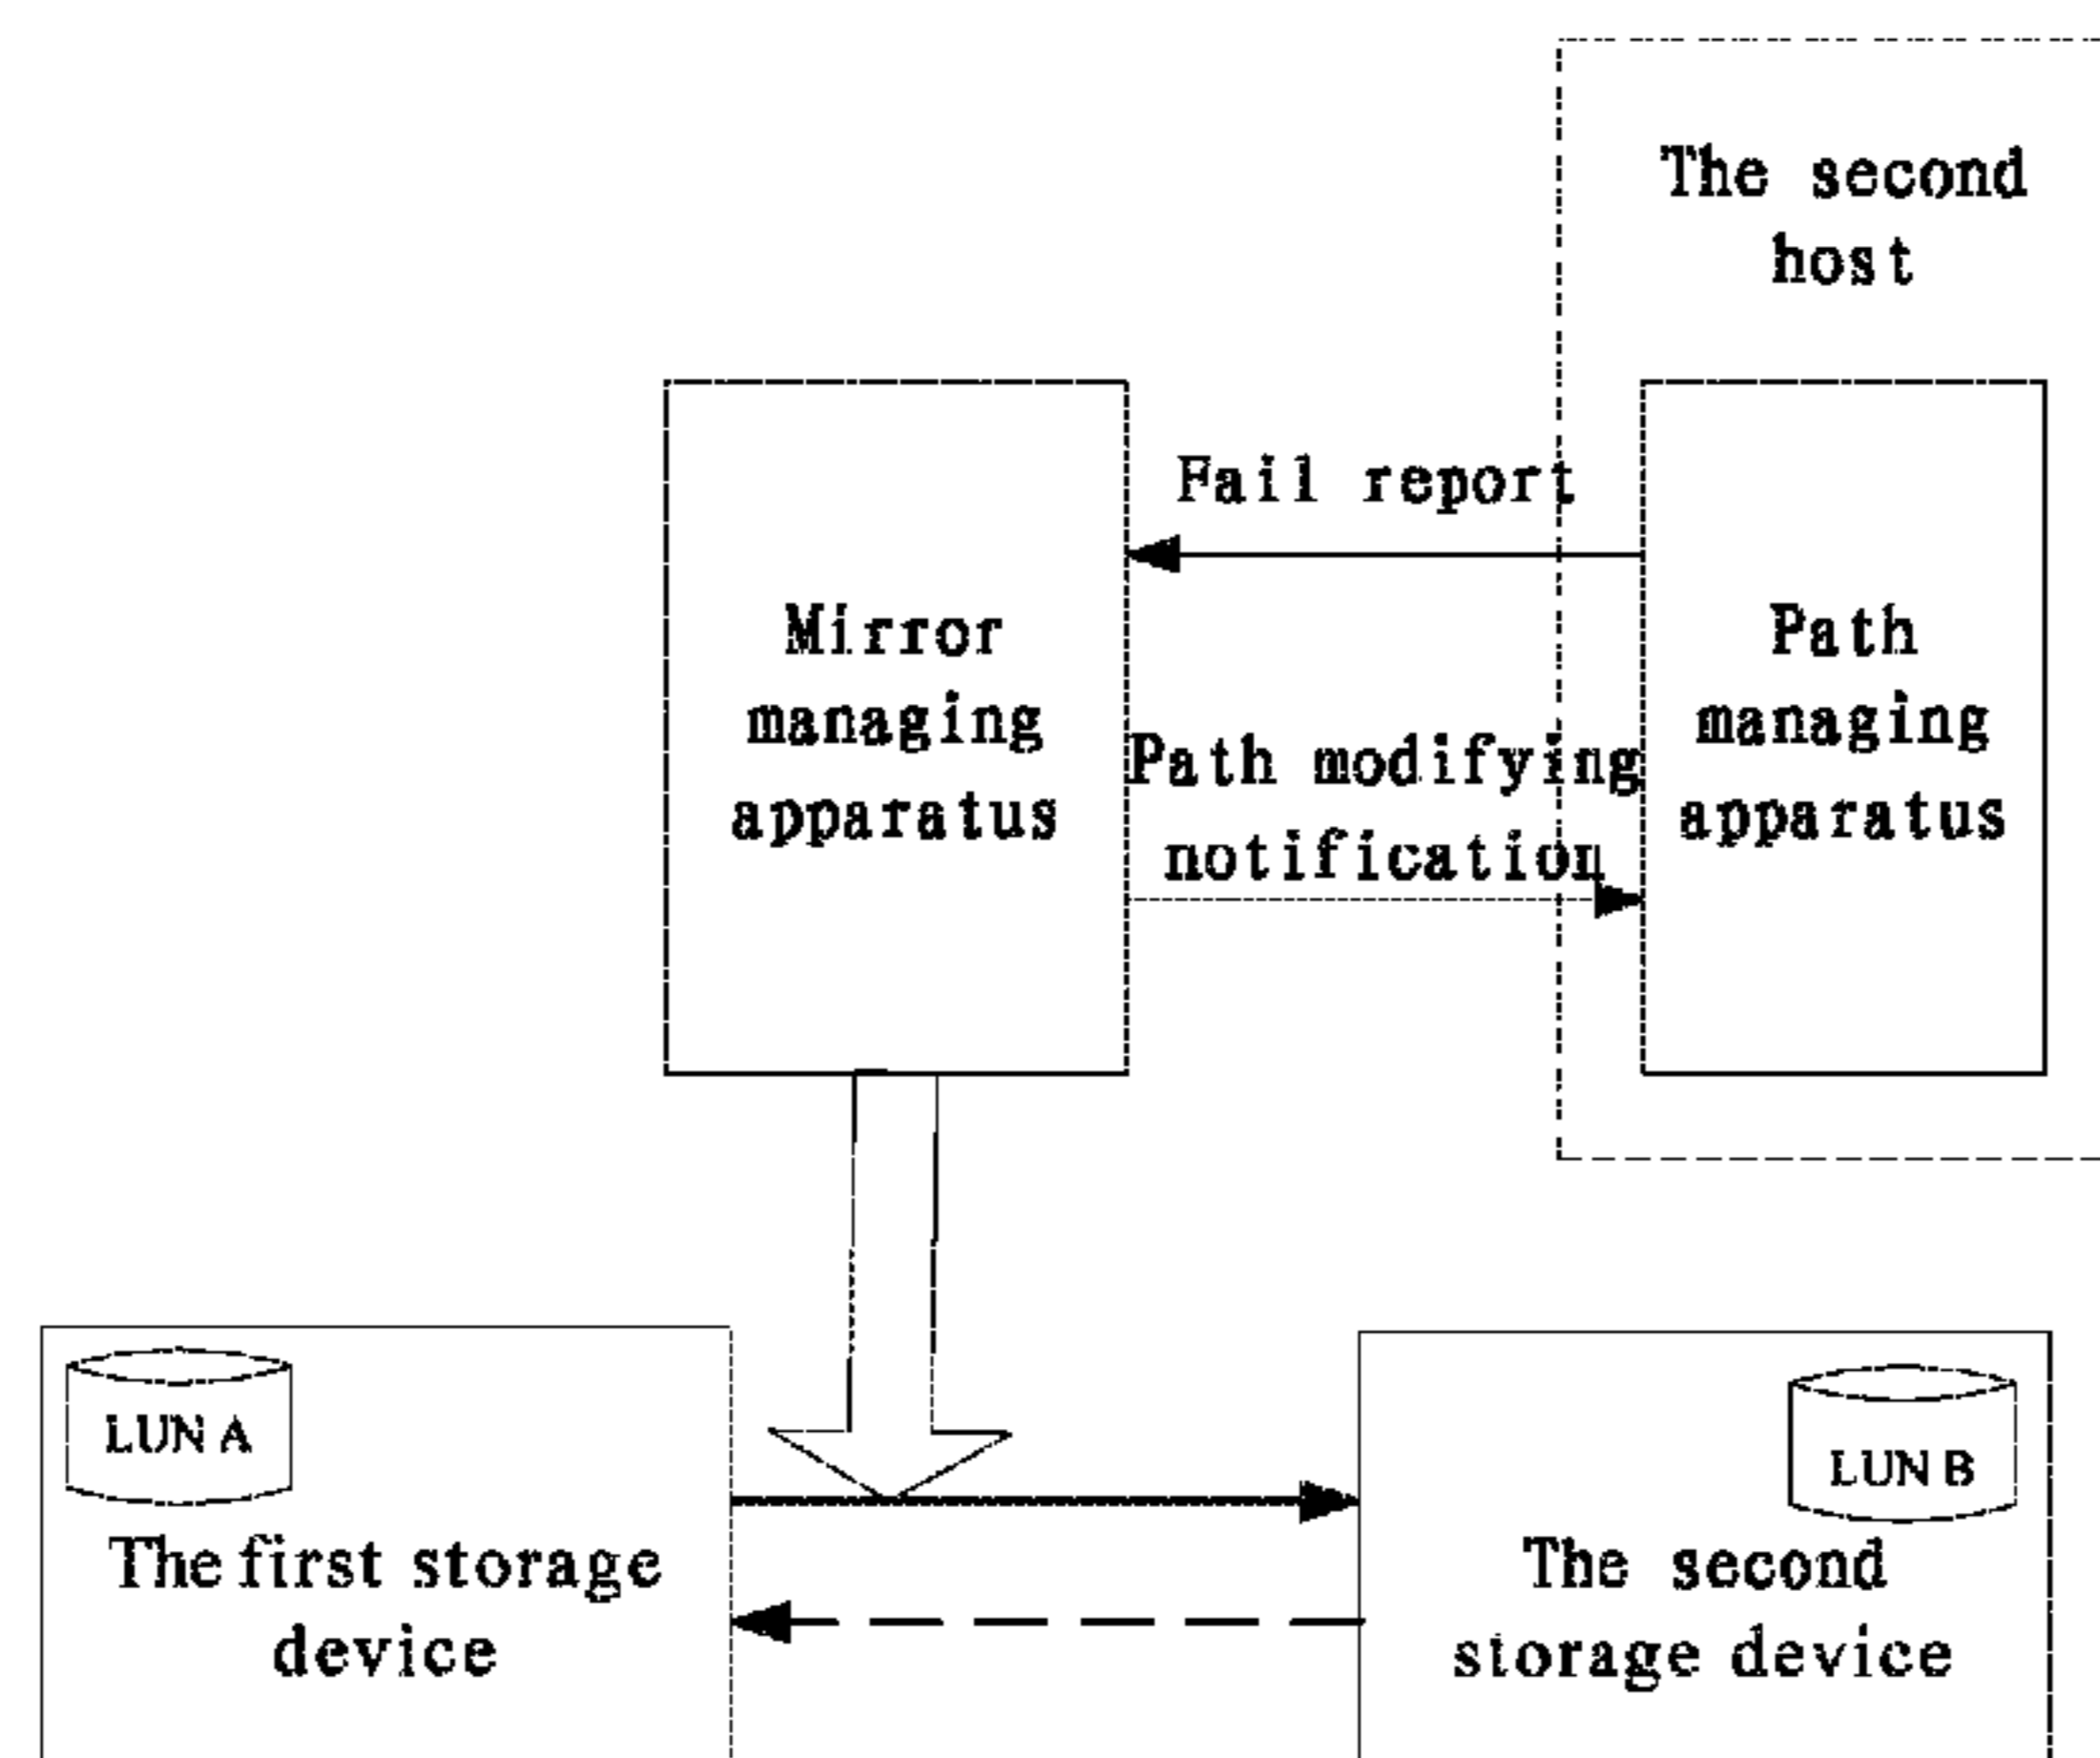 The second
host
Fail report
Mirror
managing
apparatus
Path modifying
notification
Path
managing
apparatus
LUN A
The first storage
device
LUN B
The second
storage device